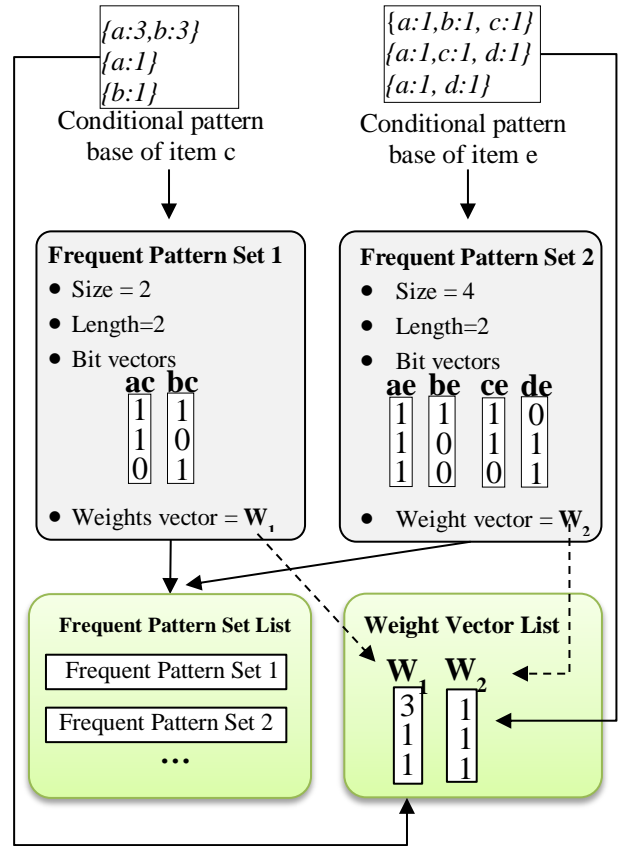 {a:3,b:3}
{a:1}
{b:1}
Conditional pattern
base of item c
{a:1,b:1, c:1}
{a:1,c:1, d:1}
{a:1, d:1}
Conditional pattern
base of item e
Frequent Pattern Set 1
• Size = 2
• Length=2
• Bit vectors
ac bc
1 1
1 0
0 1
• Weights vector = W1
Frequent Pattern Set 2
• Size = 4
• Length=2
• Bit vectors
ae be ce de
1 1 1 0
1 0 1 1
1 0 0 1
• Weight vector = W2
Frequent Pattern Set List
Frequent Pattern Set 1
Frequent Pattern Set 2
...
Weight Vector List
W1 W2
3 1
1 1
1 1